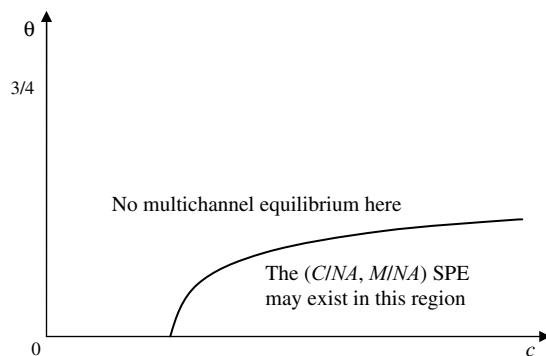 θ
3/4
No multichannel equilibrium here
The (C/NA, M/NA) SPE
may exist in this region
0
c